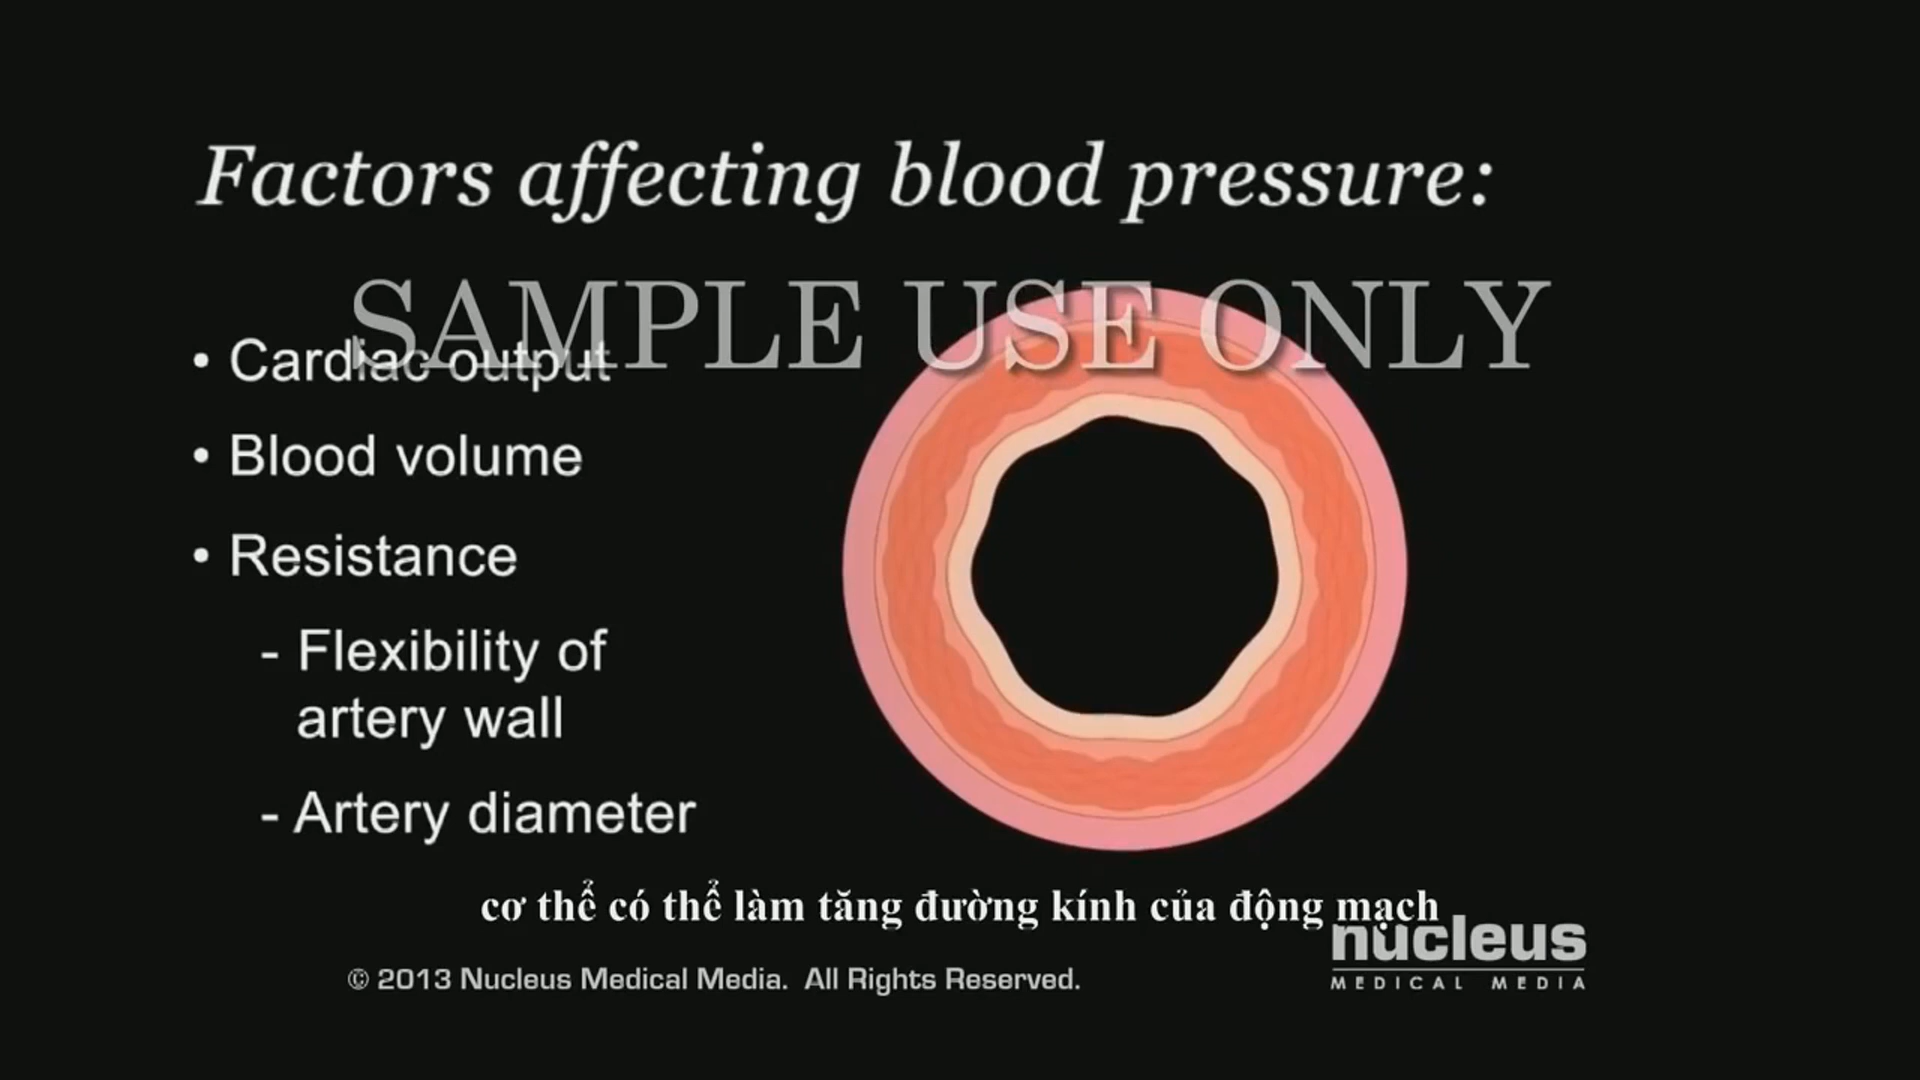 Factors affecting blood pressure:
SAMPLE USE ONLY
• Cardiac output
• Blood volume
• Resistance
- Flexibility of
artery wall
- Artery diameter
cơ thể có thể làm tăng đường kính của động mạch
nucleus
MEDICAL MEDIA
© 2013 Nucleus Medical Media. All Rights Reserved.